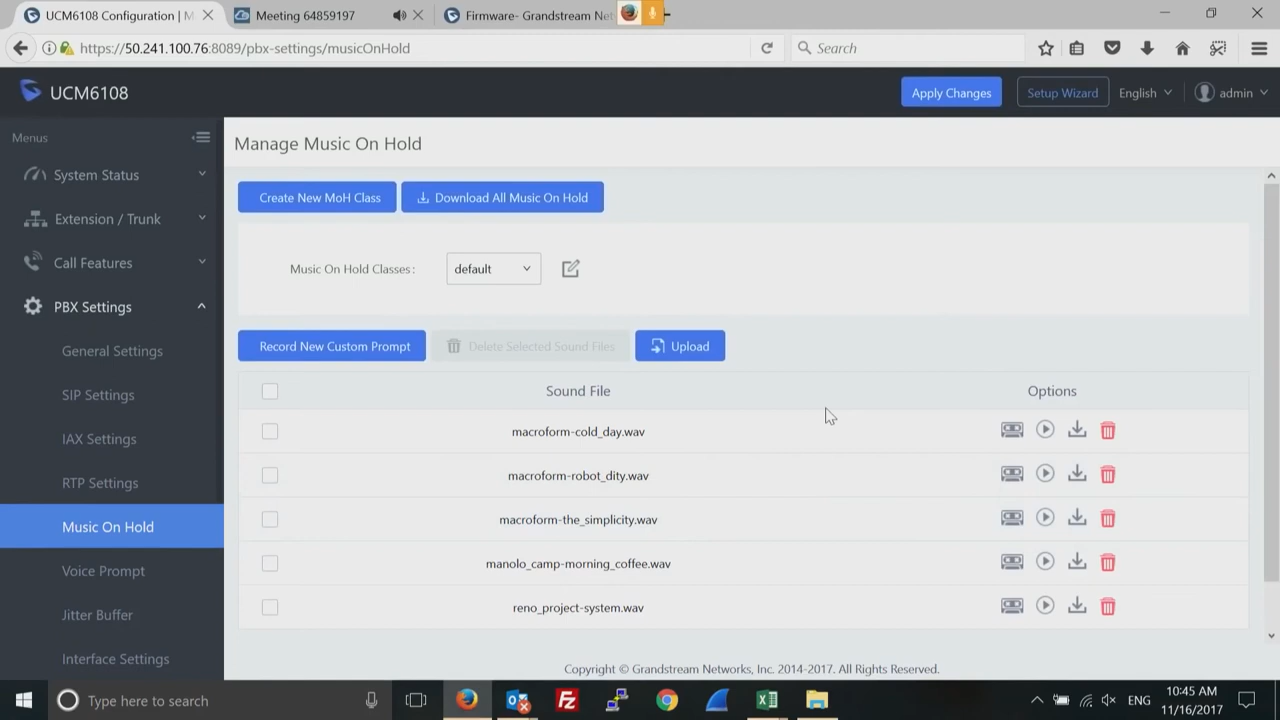 UCM6108 Configuration | M
Meeting 64859197
Firmware- Grandstream Net
https://50.241.100.76:8089/pbx-settings/musicOnHold
Search
UCM6108
Apply Changes
Setup Wizard
English
admin
Menus
System Status
Extension / Trunk
Call Features
PBX Settings
General Settings
SIP Settings
IAX Settings
RTP Settings
Music On Hold
Voice Prompt
Jitter Buffer
Interface Settings
Manage Music On Hold
Create New MoH Class
Download All Music On Hold
Music On Hold Classes :
default
Record New Custom Prompt
Delete Selected Sound Files
Upload
Sound File
Options
macroform-cold_day.wav
macroform-robot_dity.wav
macroform-the_simplicity.wav
manolo_camp-morning_coffee.wav
reno_project-system.wav
Copyright © Grandstream Networks, Inc. 2014-2017. All Rights Reserved.
Type here to search
ENG
10:45 AM
11/16/2017